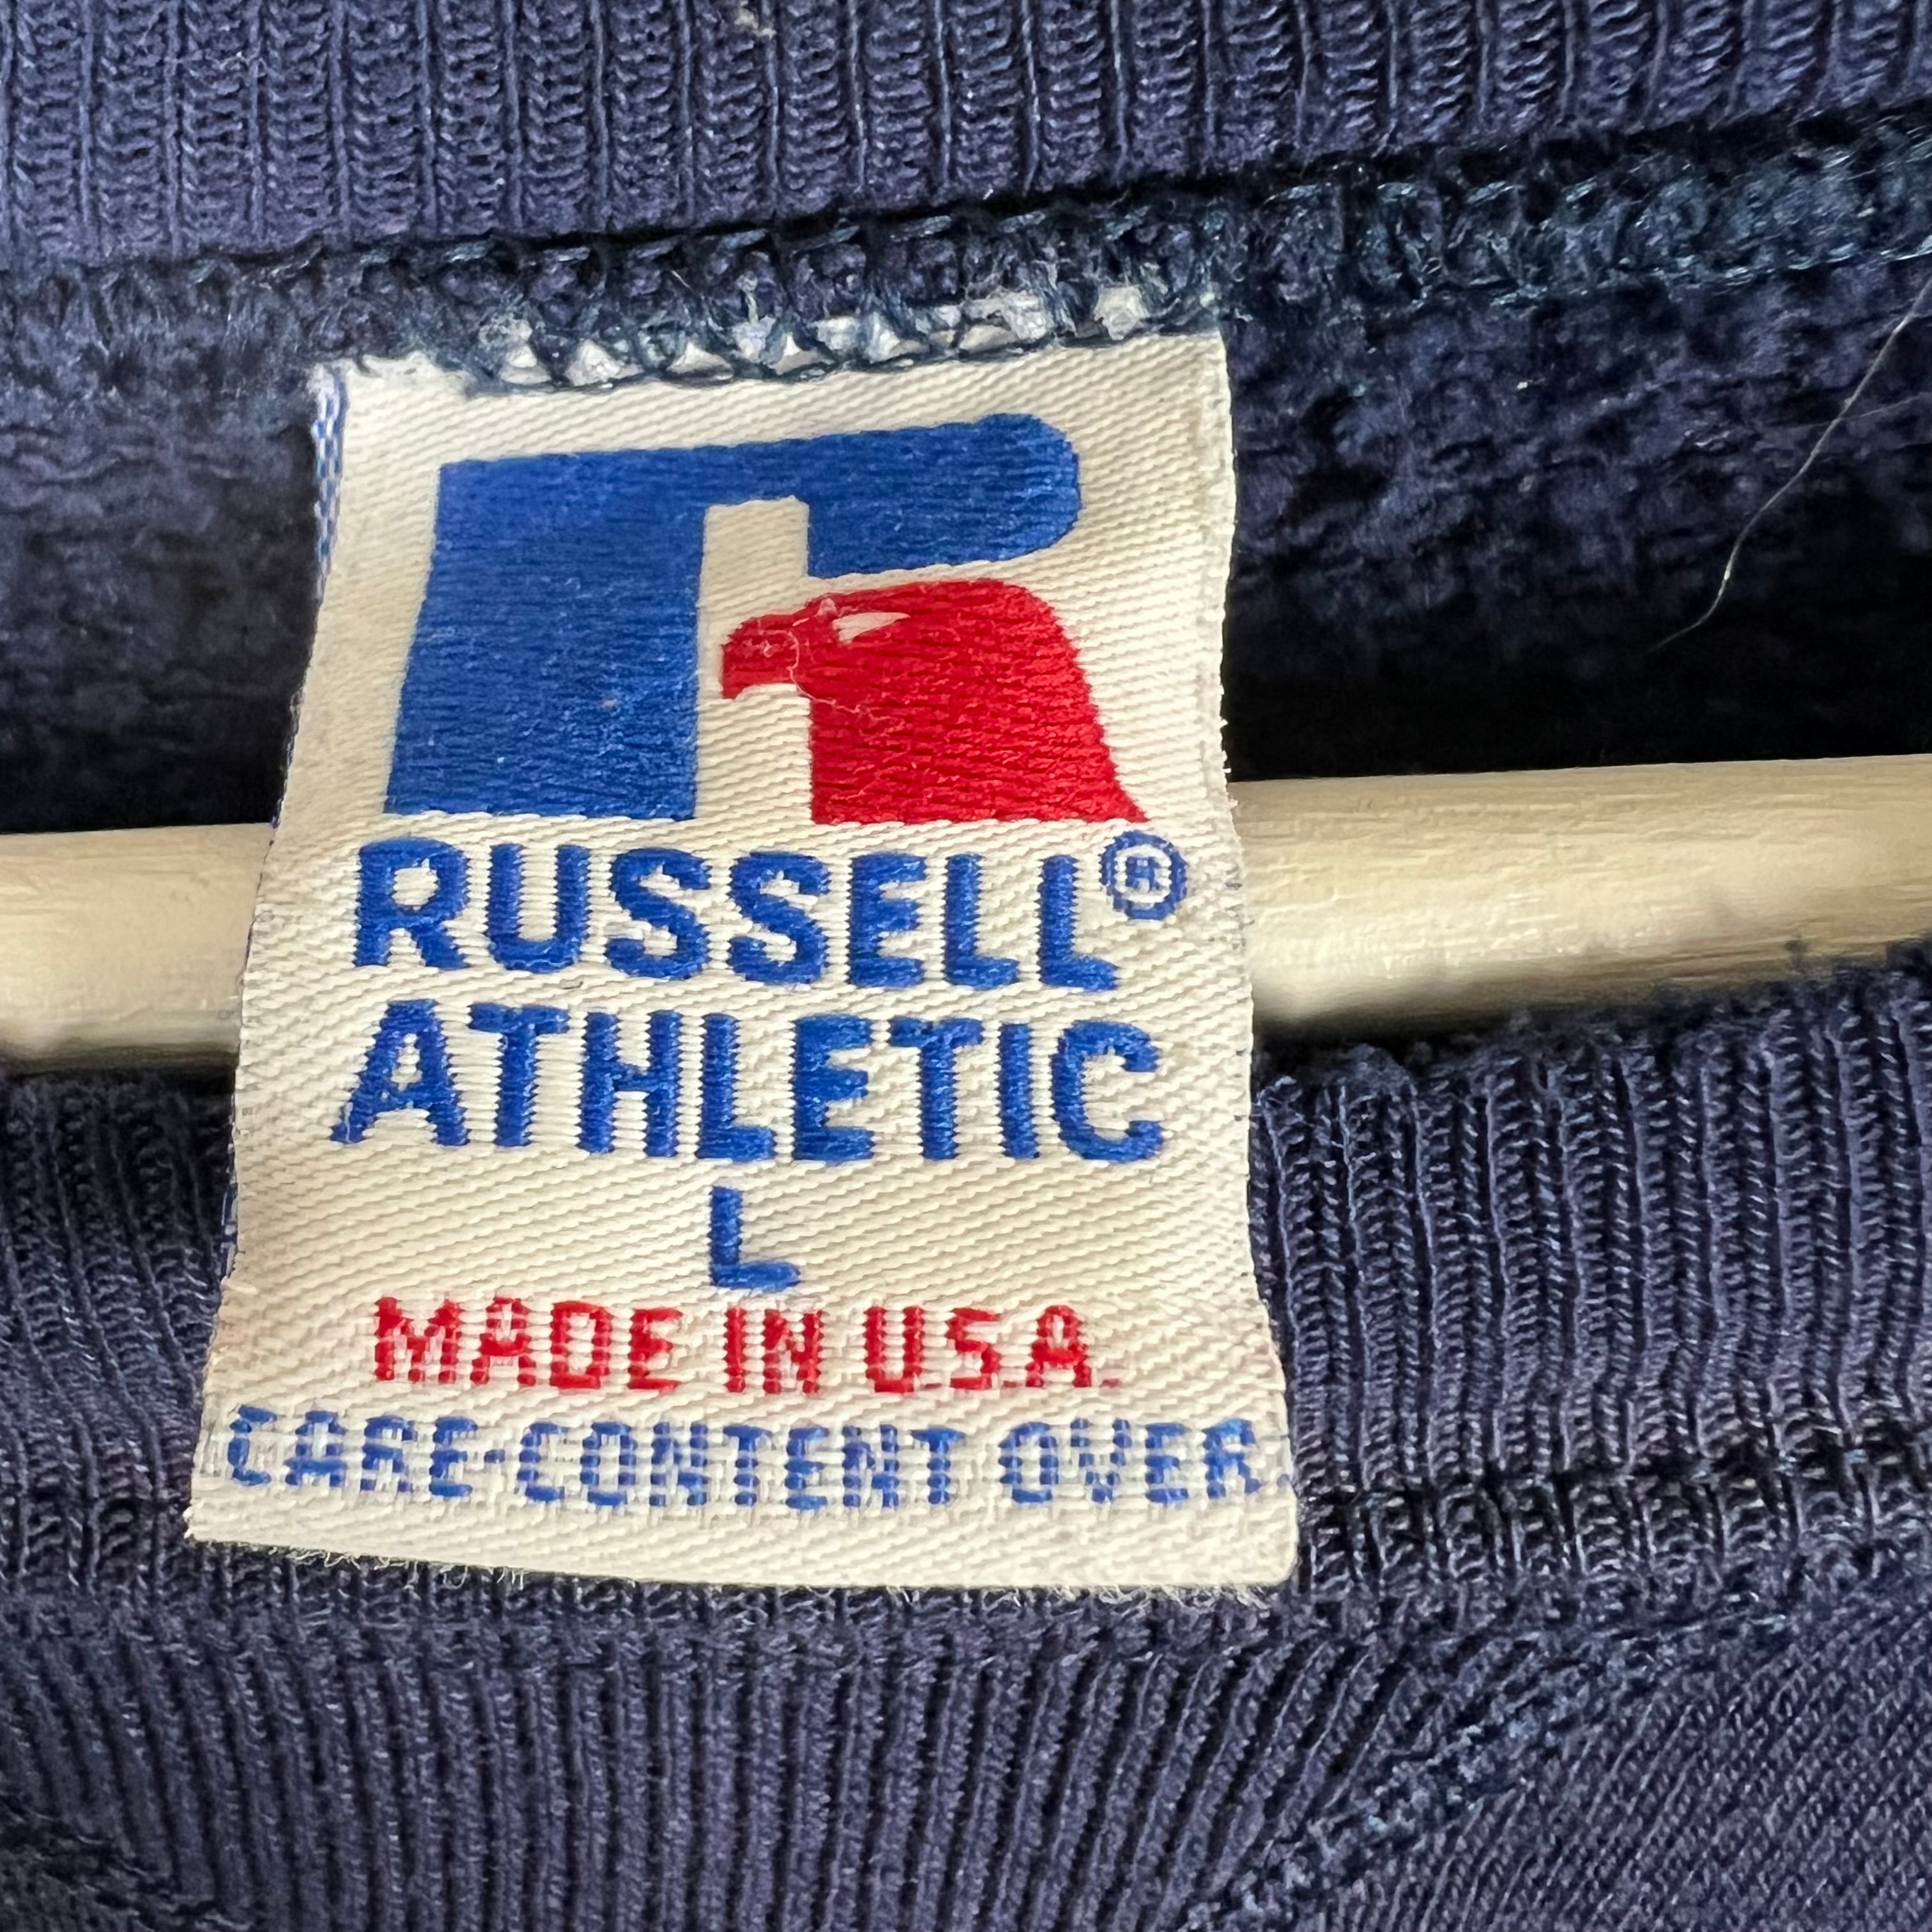 RUSSELL®
ATHLETIC
L
MADE IN U.S.A.
CARE-CONTENT OVER.